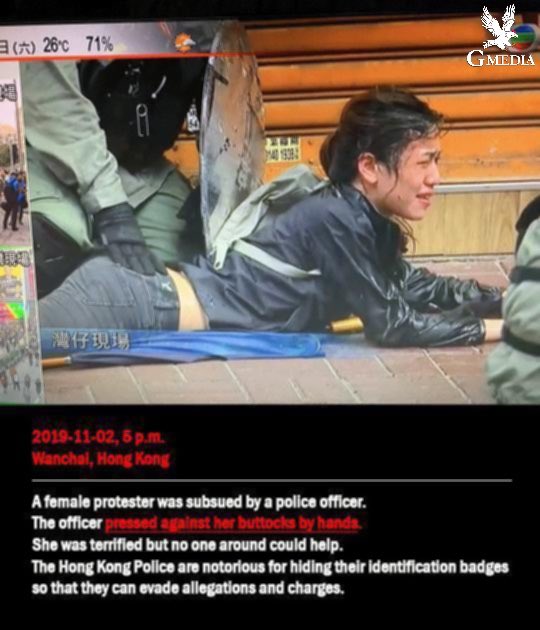 日(六) 26°C 71%
G MEDIA
灣仔現場
2019-11-02, 5 p.m.
Wanchai, Hong Kong
A female protester was subsued by a police officer.
The officer pressed against her buttocks by hands.
She was terrified but no one around could help.
The Hong Kong Police are notorious for hiding their identification badges
so that they can evade allegations and charges.